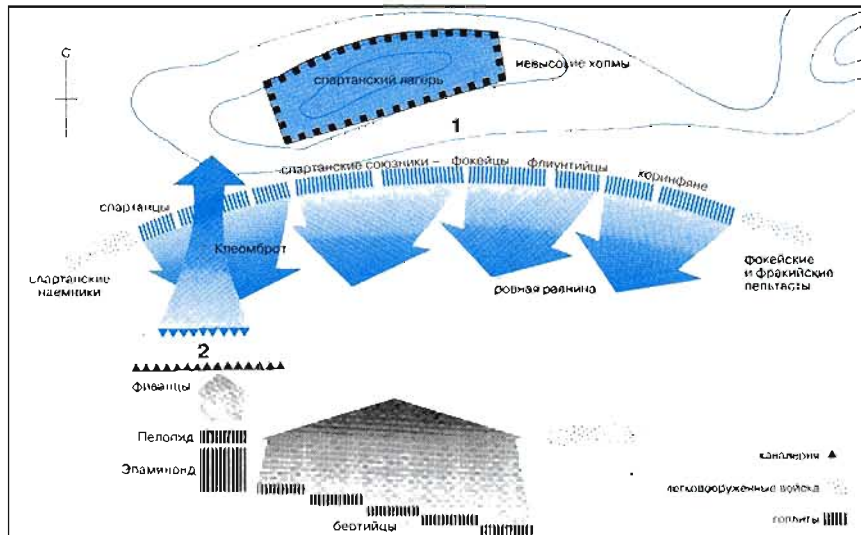 С
спартанский лагерь
невысокие холмы
1
спартанцы
спартанские союзники – фокейцы
флиунтийцы
коринфяне
Клеомброт
спартанские
наемники
ровная равнина
фокейские
и фракийские
пельтасты
2
фиванцы
Пелопид
Эпаминонд
беотийцы
кавалерия
легковооруженные войска
гоплиты